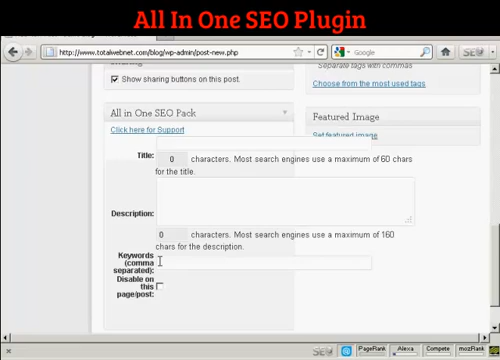 All In One SEO Plugin
http://www.totalwebnet.com/blog/wp-admin/post-new.php
Google
SEO
Separate tags with commas
Show sharing buttons on this post.
Choose from the most used tags
All in One SEO Pack
Featured Image
Click here for Support
Set featured image
Title:
0 characters. Most search engines use a maximum of 60 chars
for the title.
Description:
0 characters. Most search engines use a maximum of 160
chars for the description.
Keywords
(comma
separated):
Disable on
this
page/post:
PageRank
Alexa
Compete
mozRank